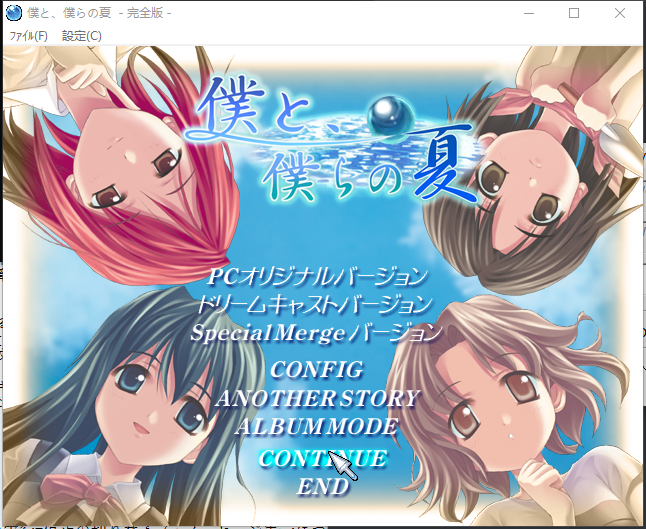 僕と、僕らの夏 - 完全版 -
ﾌｧｲﾙ(F) 設定(C)
僕と、
僕らの夏
PCオリジナルバージョン
ドリームキャストバージョン
Special Merge バージョン
CONFIG
ANOTHER STORY
ALBUM MODE
CONTINUE
END